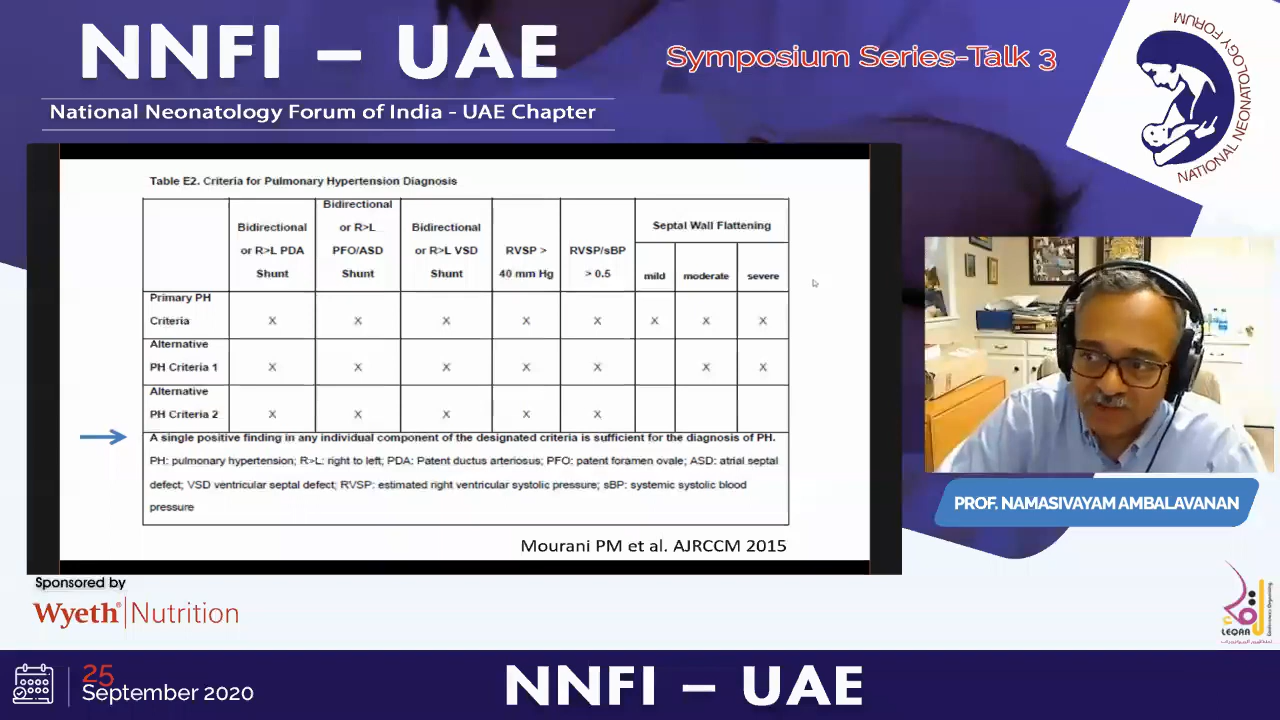 NNFI – UAE
National Neonatology Forum of India - UAE Chapter
Symposium Series-Talk 3
NATIONAL NEONATOLOGY FORUM
Table E2. Criteria for Pulmonary Hypertension Diagnosis
Bidirectional or R>L PDA Shunt
Bidirectional or R>L PFO/ASD Shunt
Bidirectional or R>L VSD Shunt
RVSP > 40 mm Hg
RVSP/sBP > 0.5
Septal Wall Flattening
mild moderate severe
Primary PH Criteria X X X X X X X X
Alternative PH Criteria 1 X X X X X X X
Alternative PH Criteria 2 X X X X X
A single positive finding in any individual component of the designated criteria is sufficient for the diagnosis of PH.
PH: pulmonary hypertension; R>L: right to left; PDA: Patent ductus arteriosus; PFO: patent foramen ovale; ASD: atrial septal
defect; VSD ventricular septal defect; RVSP: estimated right ventricular systolic pressure; sBP: systemic systolic blood
pressure
Mourani PM et al. AJRCCM 2015
PROF. NAMASIVAYAM AMBALAVANAN
Sponsored by
Wyeth® Nutrition
LEQAA
25
September 2020
NNFI – UAE